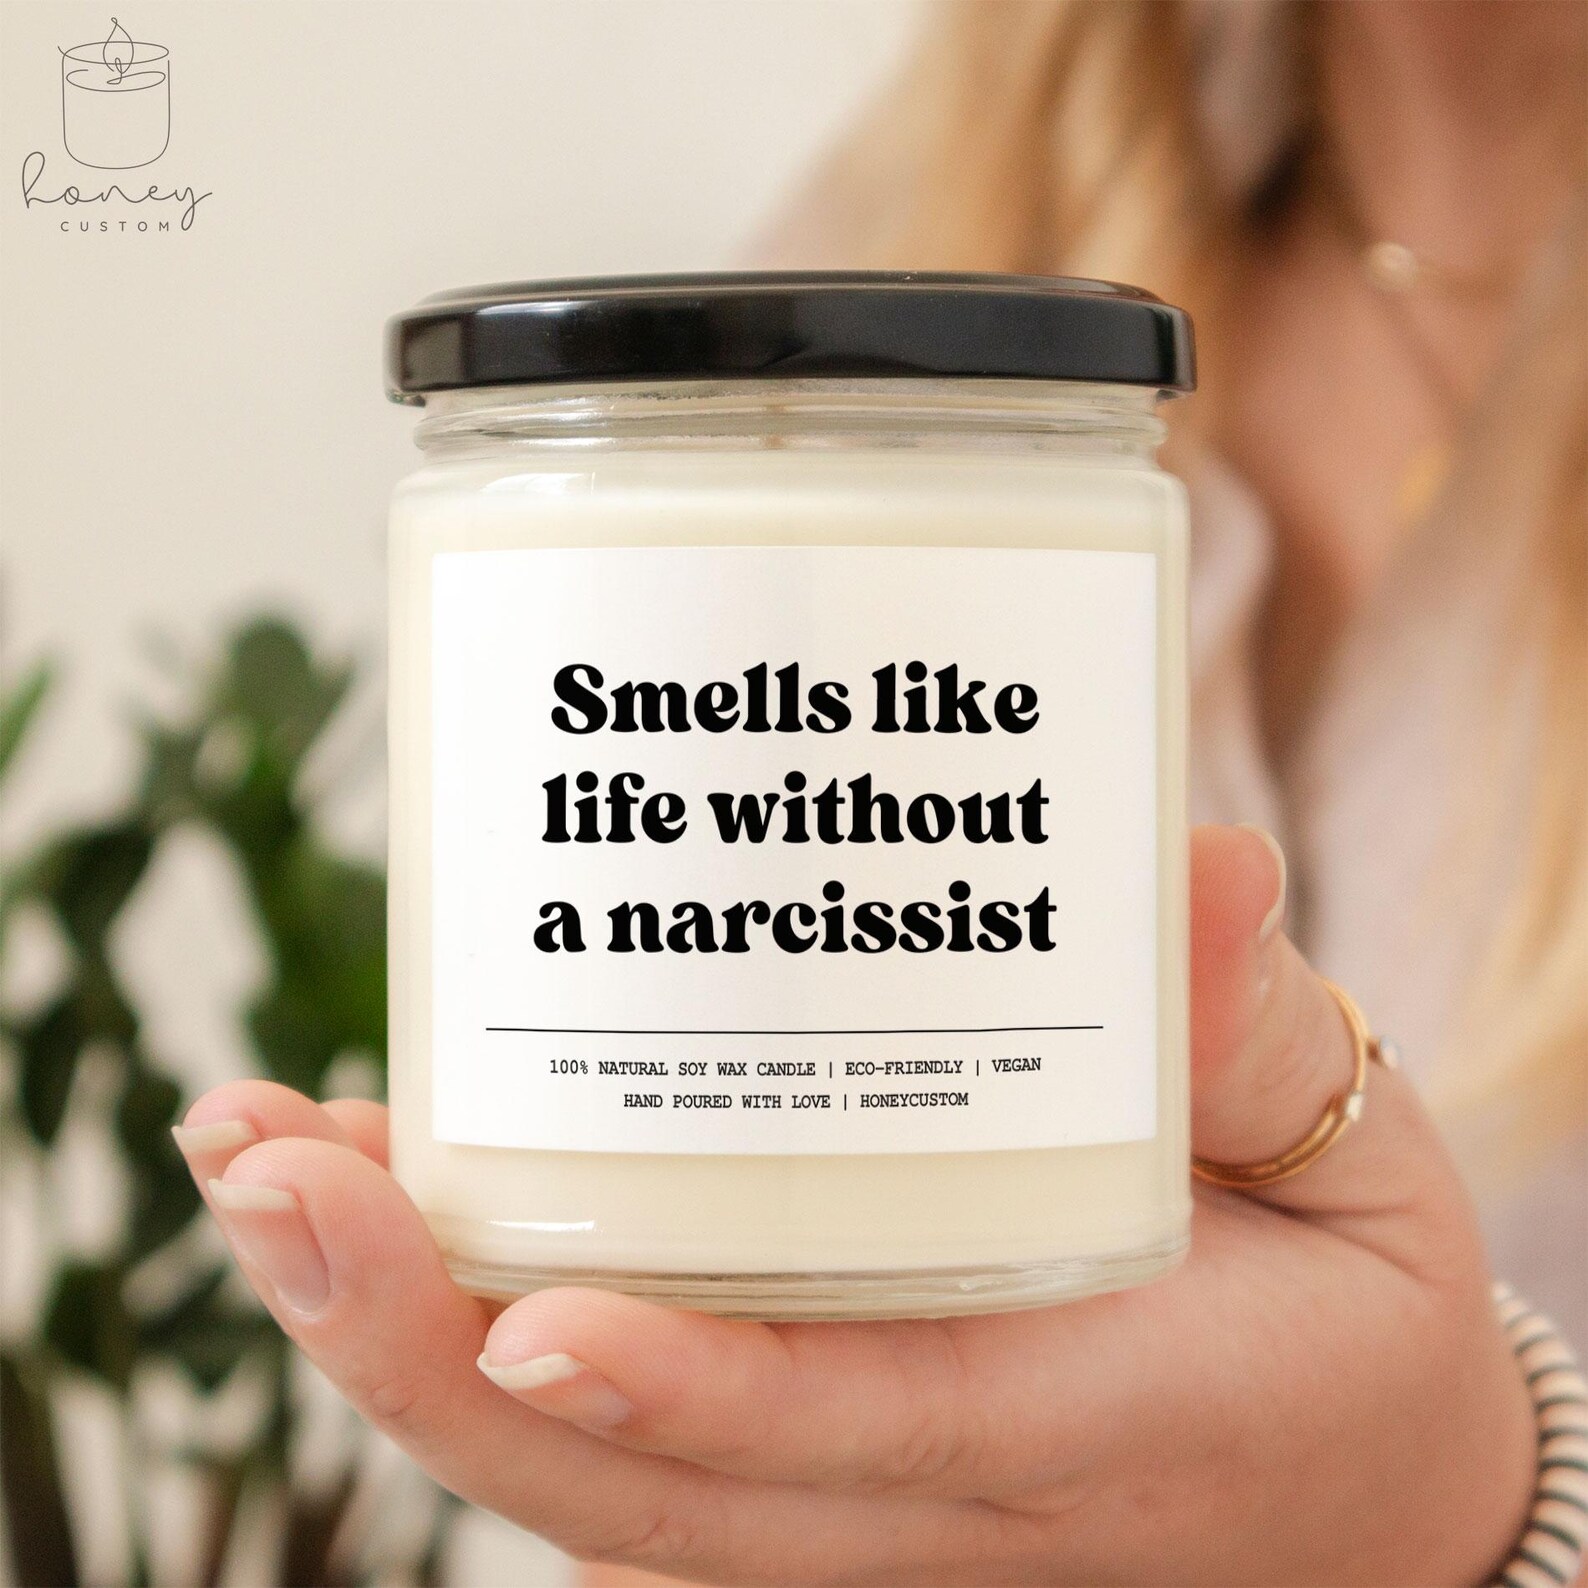 honey
CUSTOM
Smells like
life without
a narcissist
100% NATURAL SOY WAX CANDLE | ECO-FRIENDLY | VEGAN
HAND POURED WITH LOVE | HONEYCUSTOM